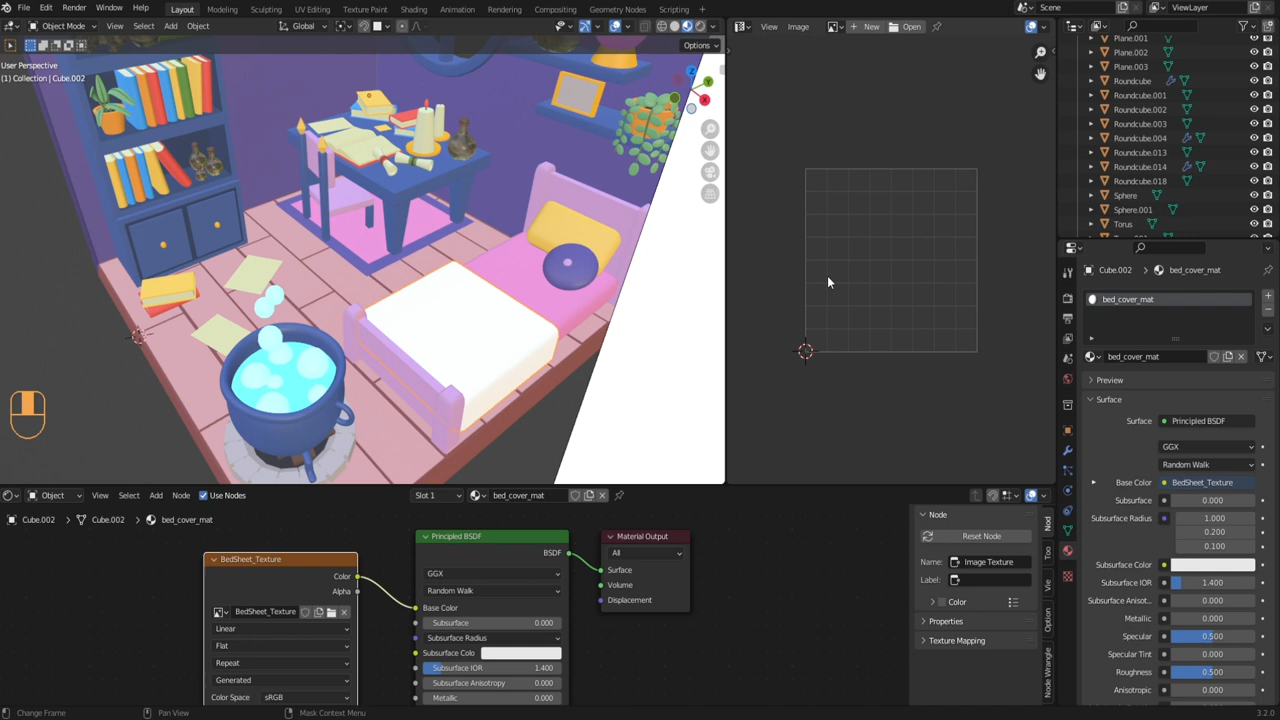 File Edit Render Window Help Layout Modeling Sculpting UV Editing Texture Paint Shading Animation Rendering Compositing Geometry Nodes Scripting Scene ViewLayer
Object Mode View Select Add Object Global View Image New Open
Options
User Perspective
(1) Collection | Cube.002
Plane.001
Plane.002
Plane.003
Roundcube
Roundcube.001
Roundcube.002
Roundcube.003
Roundcube.004
Roundcube.013
Roundcube.014
Roundcube.018
Sphere
Sphere.001
Torus
Cube.002 bed_cover_mat
bed_cover_mat
bed_cover_mat
Preview
Surface
Surface Principled BSDF
GGX
Random Walk
Base Color BedSheet_Texture
Subsurface 0.000
Subsurface Radius 1.000
0.200
0.100
Subsurface Color
Subsurface IOR 1.400
Subsurface Anisot.. 0.000
Metallic 0.000
Specular 0.500
Specular Tint 0.000
Roughness 0.500
Anisotropic 0.000
Object View Select Add Node Use Nodes Slot 1 bed_cover_mat
Cube.002 Cube.002 bed_cover_mat
BedSheet_Texture
Color
Alpha
BedSheet_Texture
Linear
Flat
Repeat
Generated
Color Space sRGB
Principled BSDF
BSDF
GGX
Random Walk
Base Color
Subsurface 0.000
Subsurface Radius
Subsurface Colo
Subsurface IOR 1.400
Subsurface Anisotropy 0.000
Metallic 0.000
Material Output
All
Surface
Volume
Displacement
Node
Reset Node
Name: Image Texture
Label:
Color
Properties
Texture Mapping
Nod
Too
Vie
Option
Node Wrangle
Change Frame Pan View Mask Context Menu 3.2.0